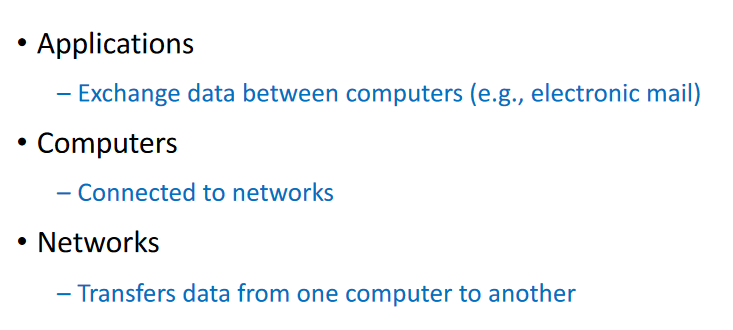 • Applications
– Exchange data between computers (e.g., electronic mail)
• Computers
– Connected to networks
• Networks
– Transfers data from one computer to another